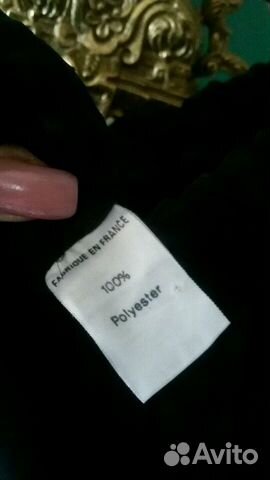 FABRIQUE EN FRANCE
100%
Polyester
Avito